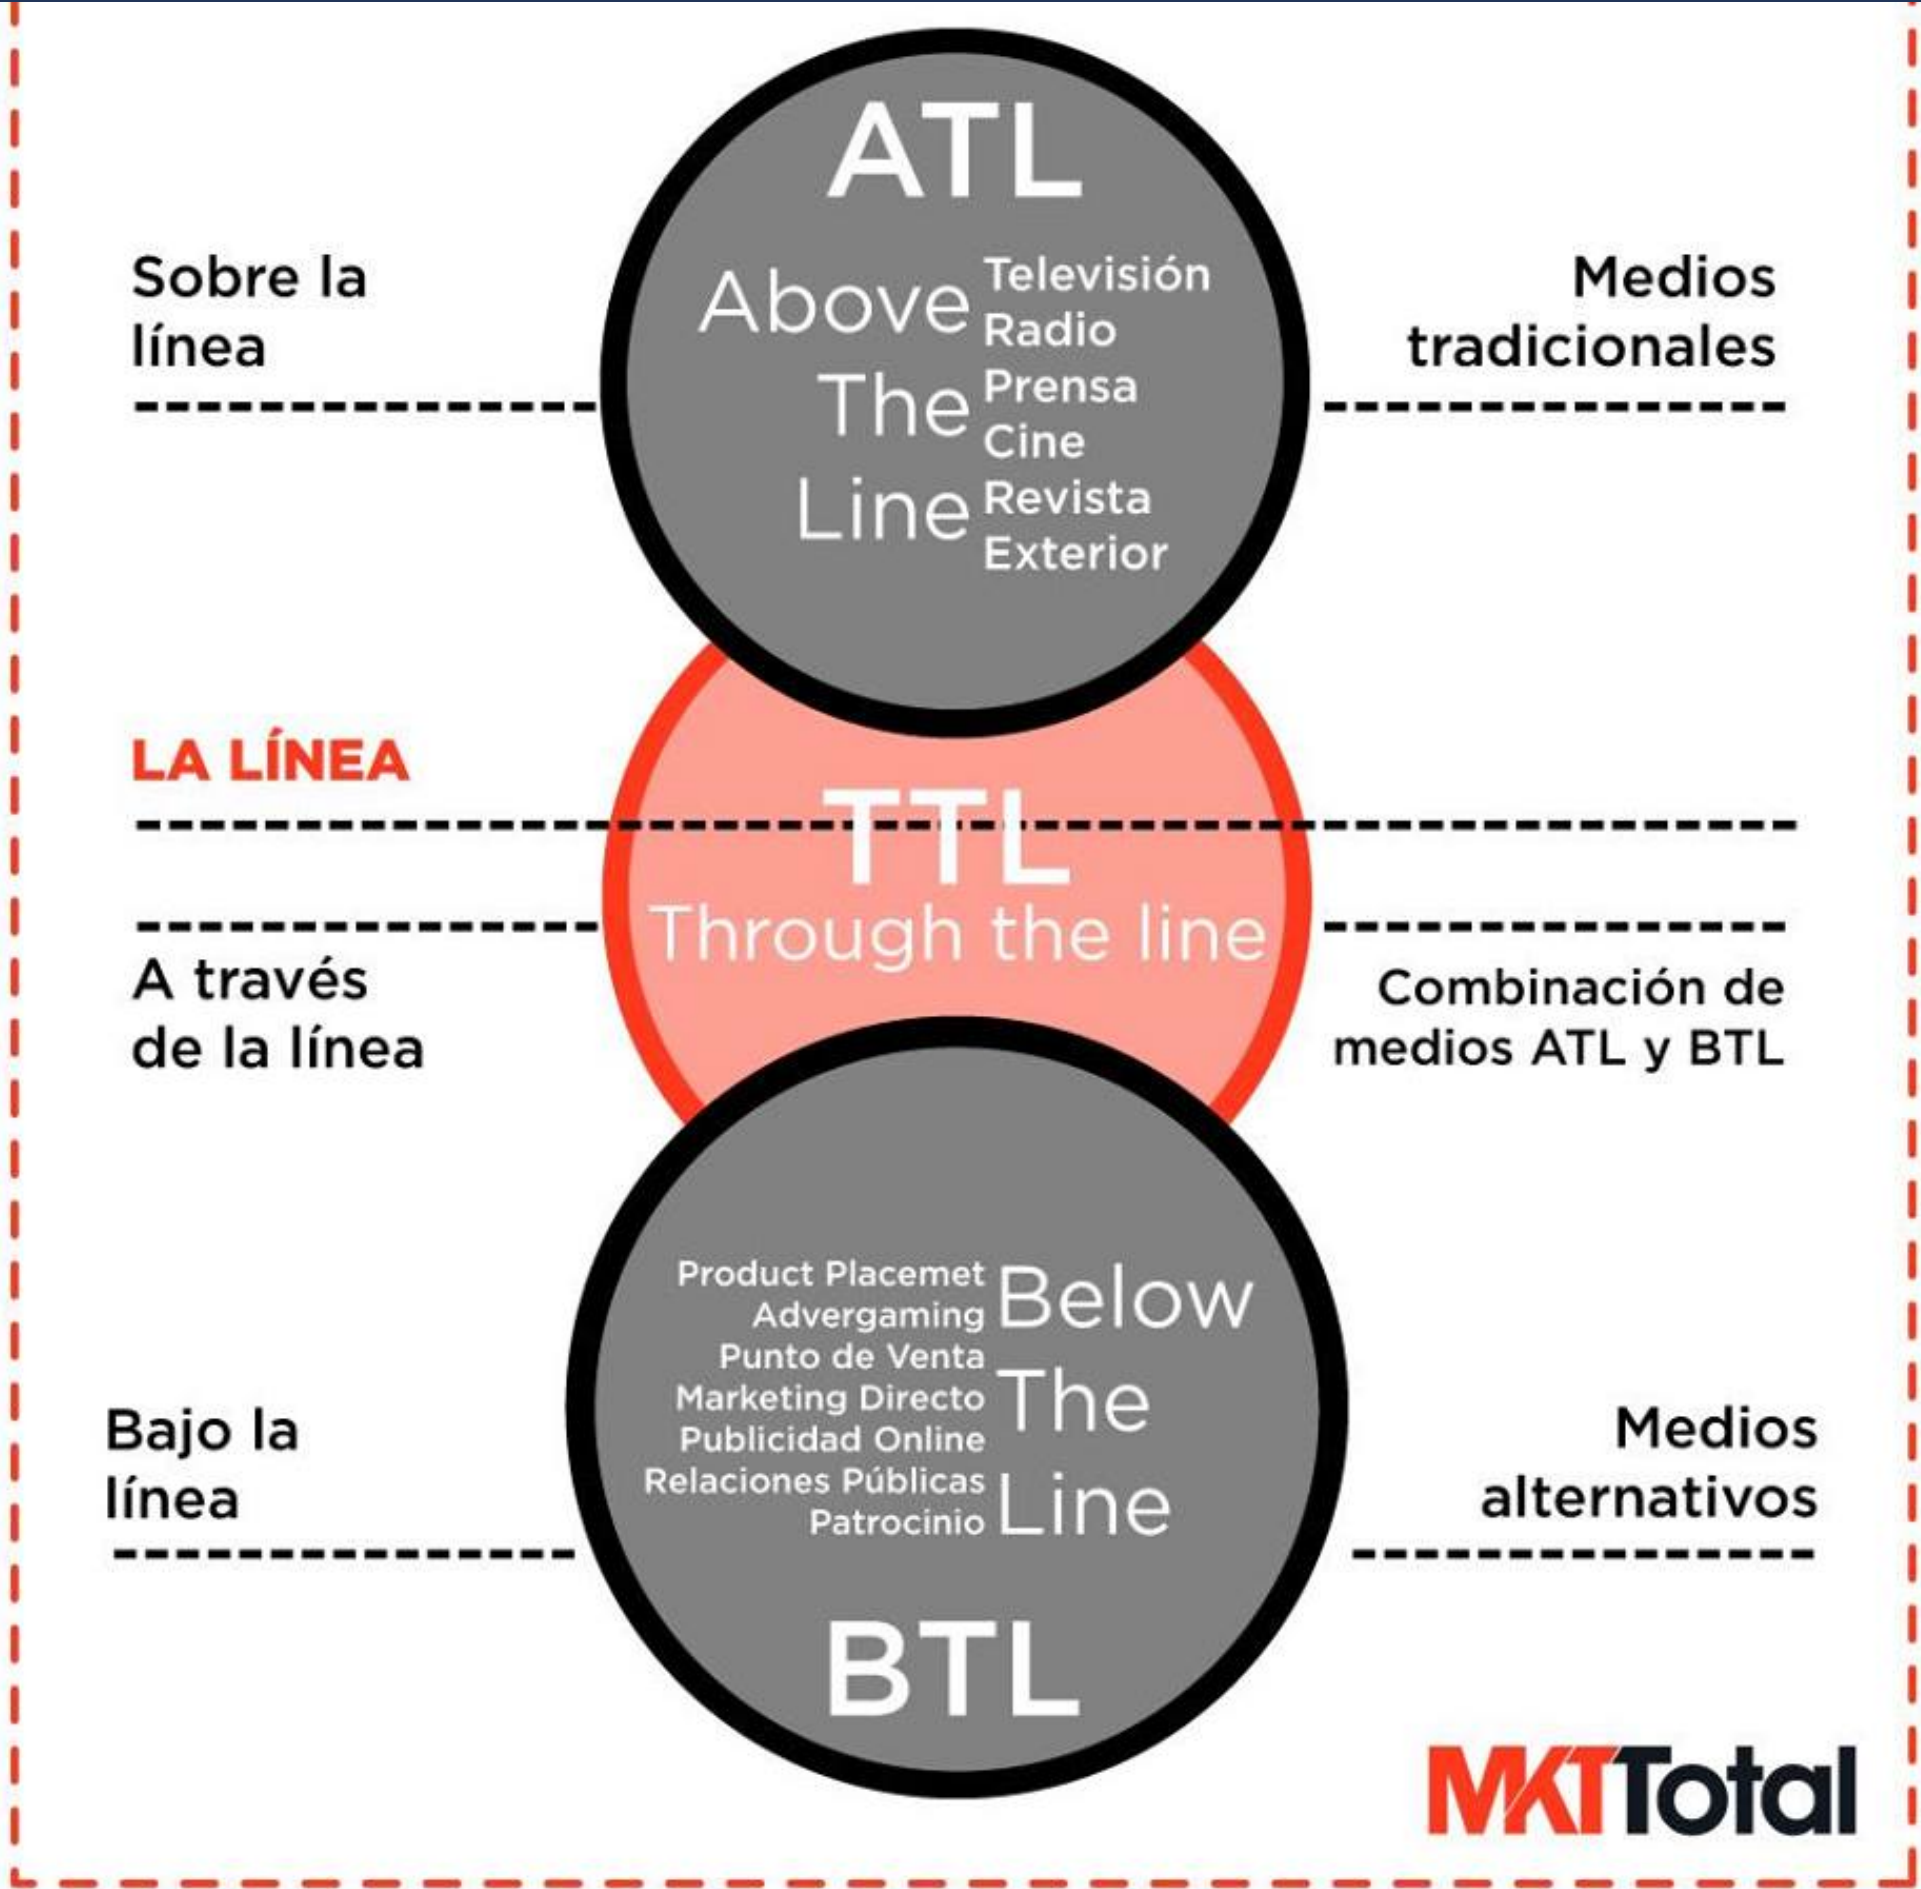 ATL
Sobre la
línea
Above
The
Line
Televisión
Radio
Prensa
Cine
Revista
Exterior
Medios
tradicionales
LA LÍNEA
TTL
Through the line
A través
de la línea
Combinación de
medios ATL y BTL
Bajo la
línea
Product Placemet
Advergaming
Punto de Venta
Marketing Directo
Publicidad Online
Relaciones Públicas
Patrocinio
Below
The
Line
Medios
alternativos
BTL
MKTTotal